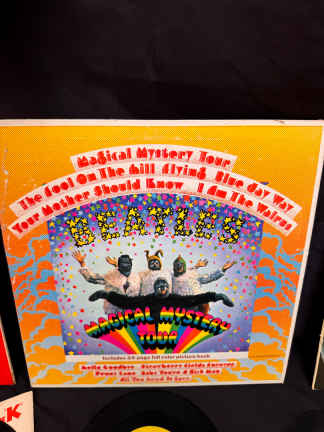 Magical Mystery Tour
The Fool On The Hill Flying Blue Jay Way
Your Mother Should Know I Am The Walrus
BEATLES
MAGICAL MYSTERY
TOUR
Includes 24-page full color picture book
Hello Goodbye Strawberry Fields Forever
Penny Lane Baby You're A Rich Man
All You Need Is Love
K